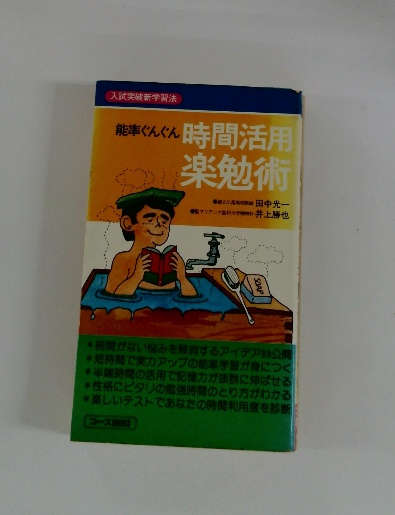 入試突破新学習法
能率ぐんぐん 時間活用
楽勉術
田中光一
井上勝也
SOAP
★時間がない悩みを解消するアイデア公開
★短時間で実力アップの能率学習が身につく
★半端時間の活用で記憶力が抜群に伸ばせる
★性格にピタリの勉強時間のとり方がわかる
★楽しいテストであなたの時間利用度を診断
コース